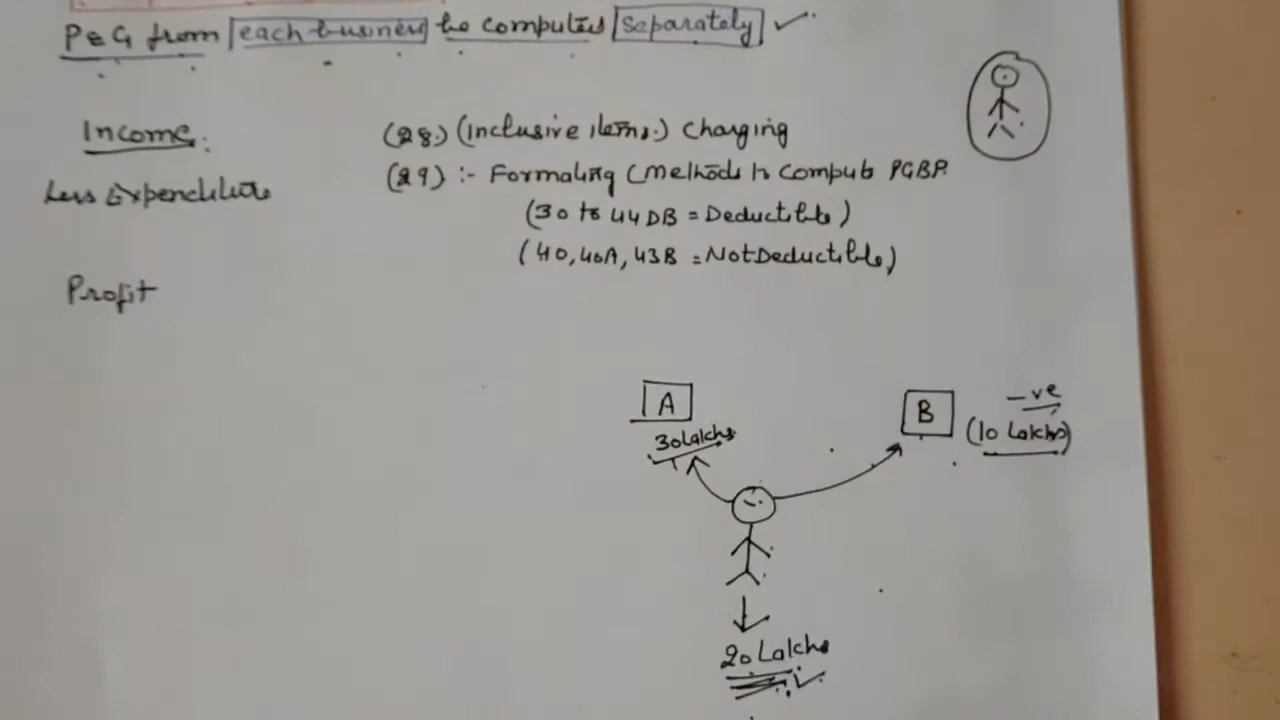 P&G from each business be computed separately
Income:
(28) (Inclusive items.) Charging
Less Expenditure
(29) :- Formating (Methods to Compute PGBP.
(30 to 44DB = Deductible)
(40, 40A, 43B = Not Deductible)
Profit
A
30 Lakhs
B
-ve
(10 Lakhs)
20 Lakhs